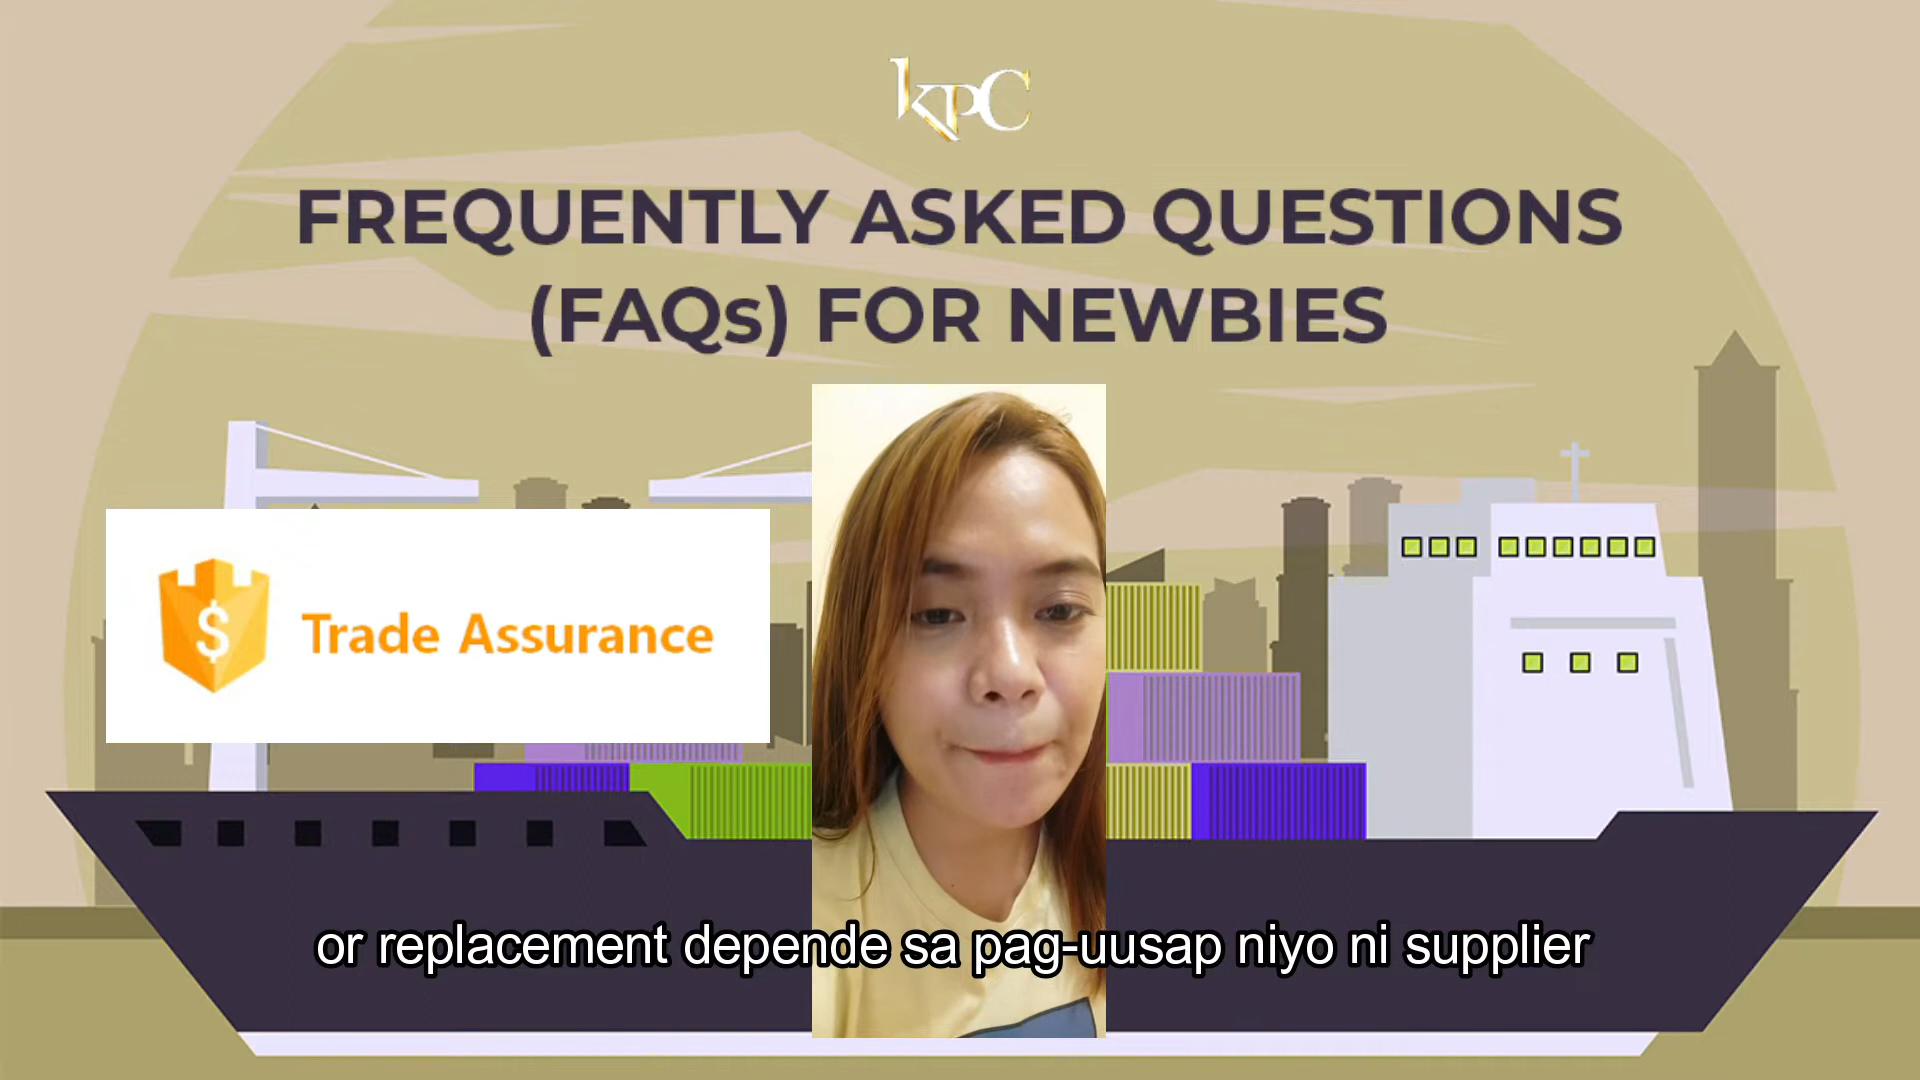 KPC
FREQUENTLY ASKED QUESTIONS
(FAQs) FOR NEWBIES
$
Trade Assurance
or replacement depende sa pag-uusap niyo ni supplier